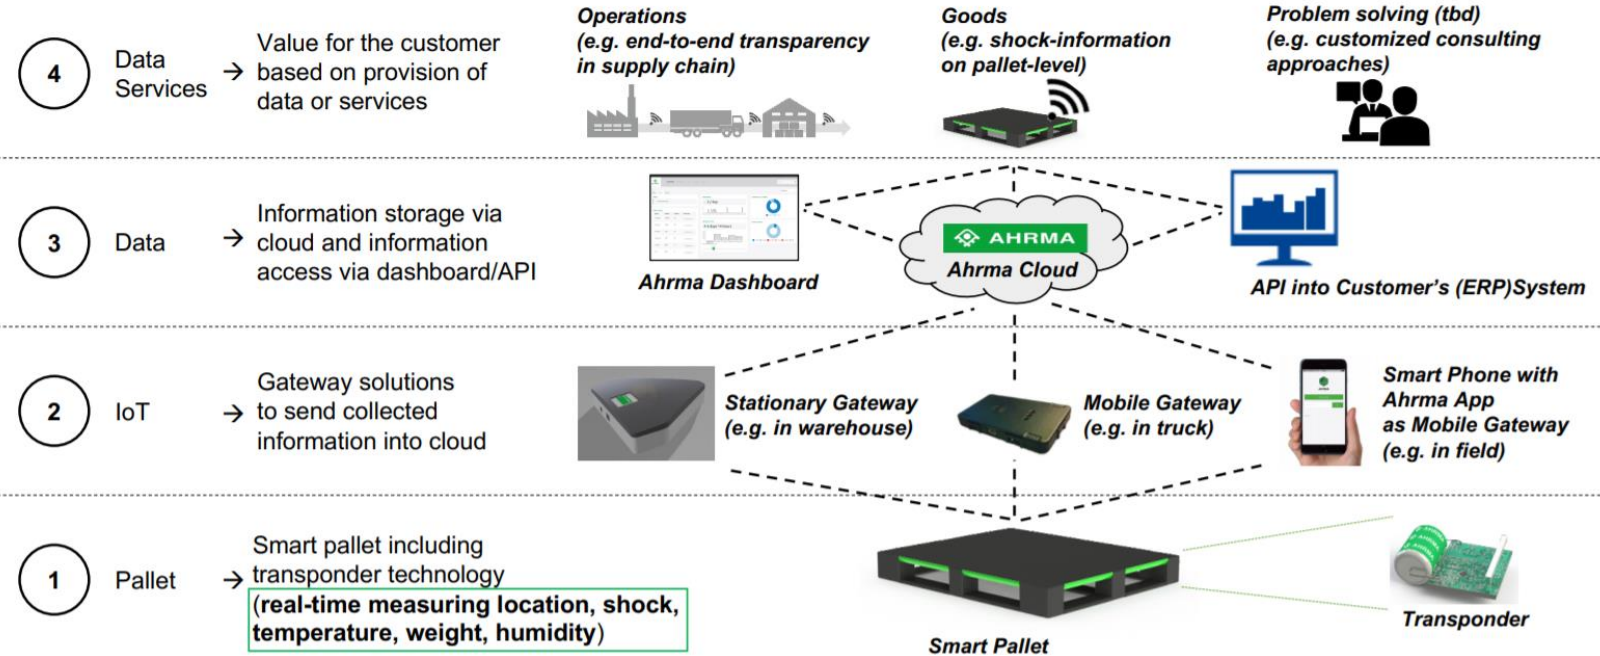 4
Data
Services
→
Value for the customer
based on provision of
data or services
Operations
(e.g. end-to-end transparency
in supply chain)
Goods
(e.g. shock-information
on pallet-level)
Problem solving (tbd)
(e.g. customized consulting
approaches)
3
Data
→
Information storage via
cloud and information
access via dashboard/API
Ahrma Dashboard
AHRMA
Ahrma Cloud
API into Customer's (ERP)System
2
IoT
→
Gateway solutions
to send collected
information into cloud
Stationary Gateway
(e.g. in warehouse)
Mobile Gateway
(e.g. in truck)
Smart Phone with
Ahrma App
as Mobile Gateway
(e.g. in field)
1
Pallet
→
Smart pallet including
transponder technology
(real-time measuring location, shock,
temperature, weight, humidity)
Smart Pallet
AHRMA
Transponder